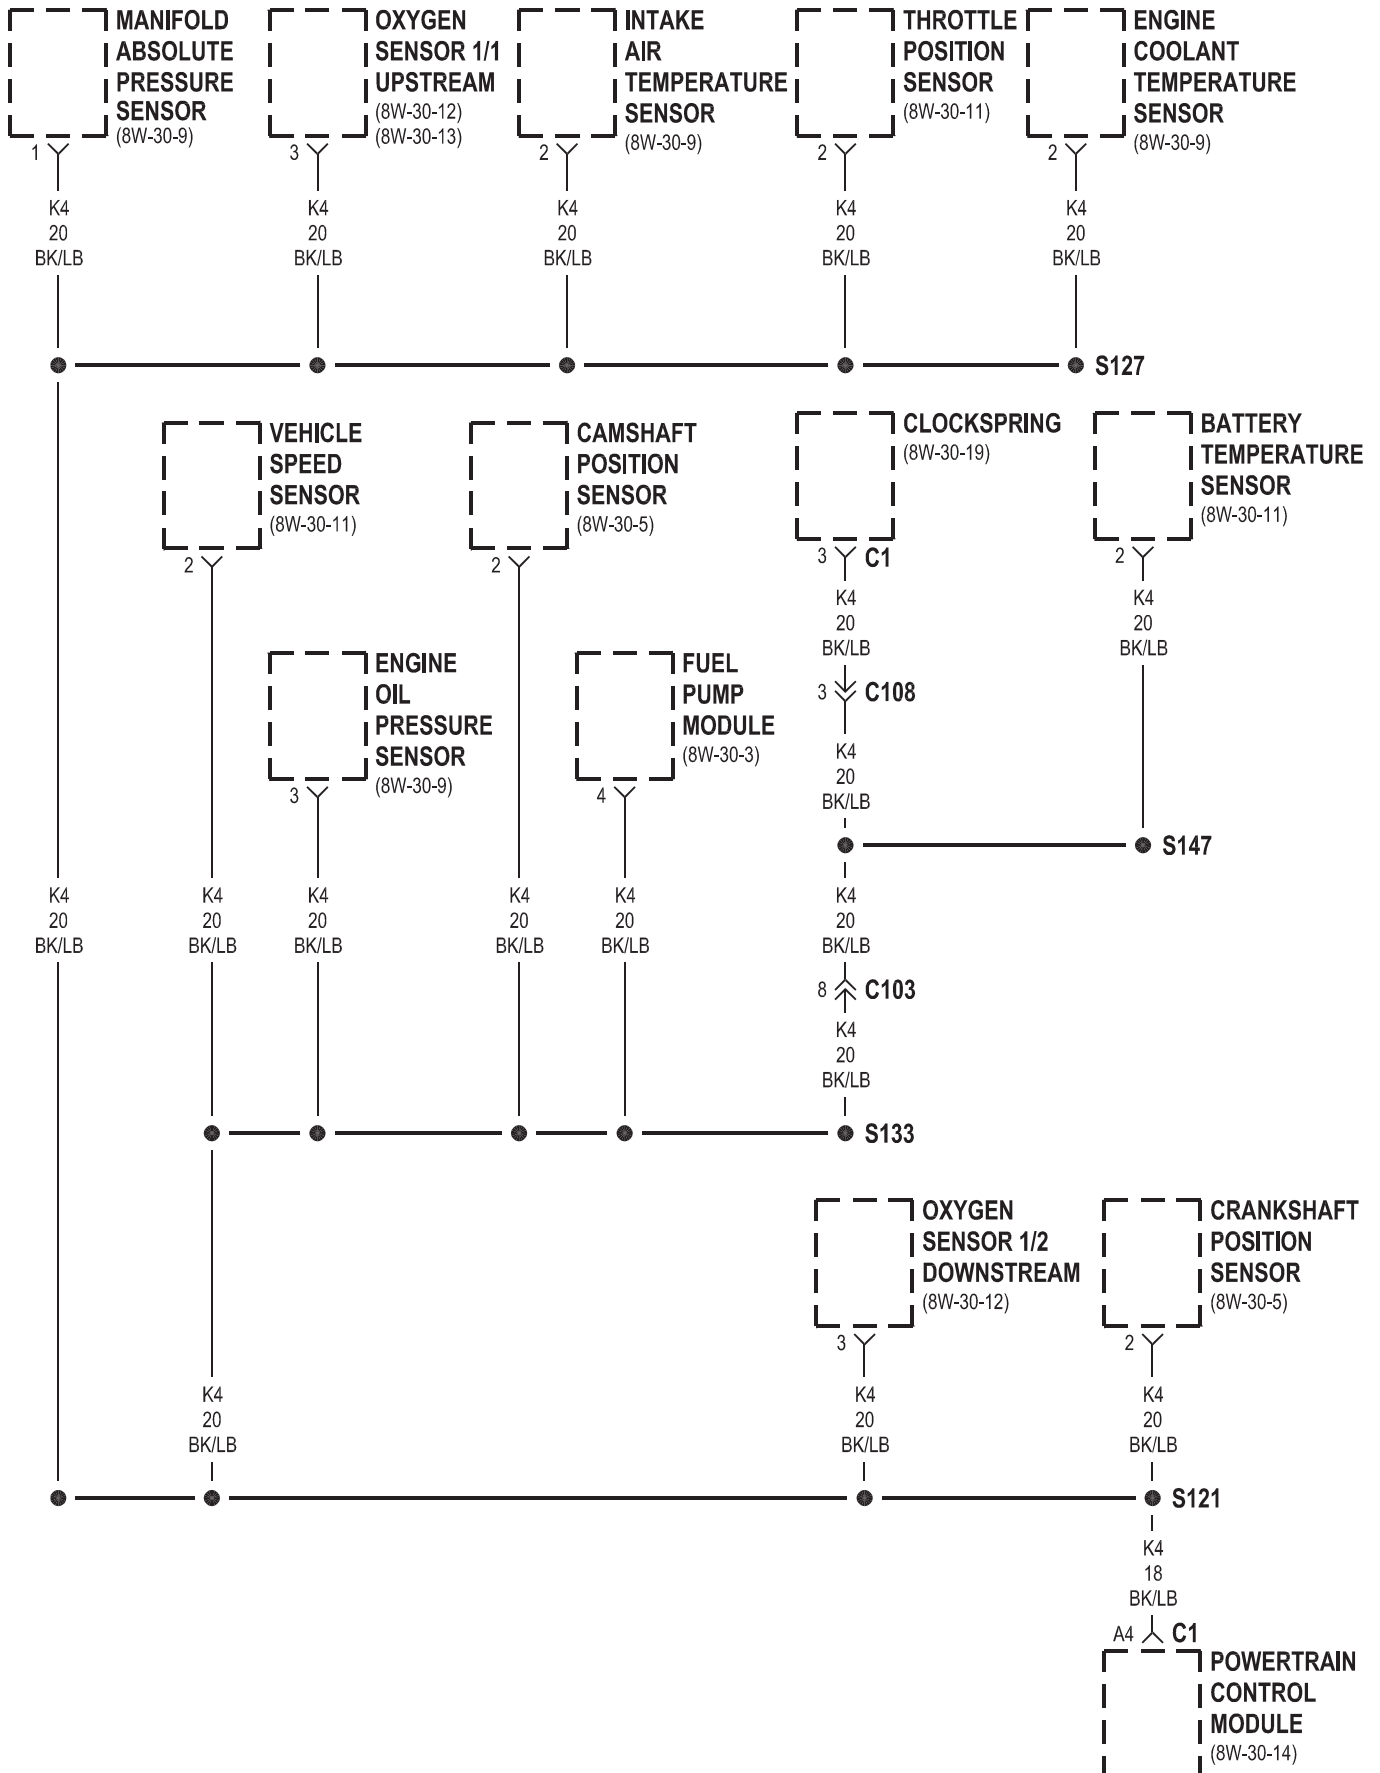 MANIFOLD
ABSOLUTE
PRESSURE
SENSOR
(8W-30-9)
1
K4
20
BK/LB
OXYGEN
SENSOR 1/1
UPSTREAM
(8W-30-12)
(8W-30-13)
3
K4
20
BK/LB
INTAKE
AIR
TEMPERATURE
SENSOR
(8W-30-9)
2
K4
20
BK/LB
THROTTLE
POSITION
SENSOR
(8W-30-11)
2
K4
20
BK/LB
ENGINE
COOLANT
TEMPERATURE
SENSOR
(8W-30-9)
2
K4
20
BK/LB
S127
VEHICLE
SPEED
SENSOR
(8W-30-11)
2
CAMSHAFT
POSITION
SENSOR
(8W-30-5)
2
CLOCKSPRING
(8W-30-19)
3
C1
K4
20
BK/LB
3
C108
K4
20
BK/LB
BATTERY
TEMPERATURE
SENSOR
(8W-30-11)
2
K4
20
BK/LB
S147
ENGINE
OIL
PRESSURE
SENSOR
(8W-30-9)
3
FUEL
PUMP
MODULE
(8W-30-3)
4
K4
20
BK/LB
K4
20
BK/LB
K4
20
BK/LB
K4
20
BK/LB
K4
20
BK/LB
K4
20
BK/LB
8
C103
K4
20
BK/LB
S133
OXYGEN
SENSOR 1/2
DOWNSTREAM
(8W-30-12)
3
CRANKSHAFT
POSITION
SENSOR
(8W-30-5)
2
K4
20
BK/LB
K4
20
BK/LB
K4
20
BK/LB
S121
K4
18
BK/LB
A4
C1
POWERTRAIN
CONTROL
MODULE
(8W-30-14)